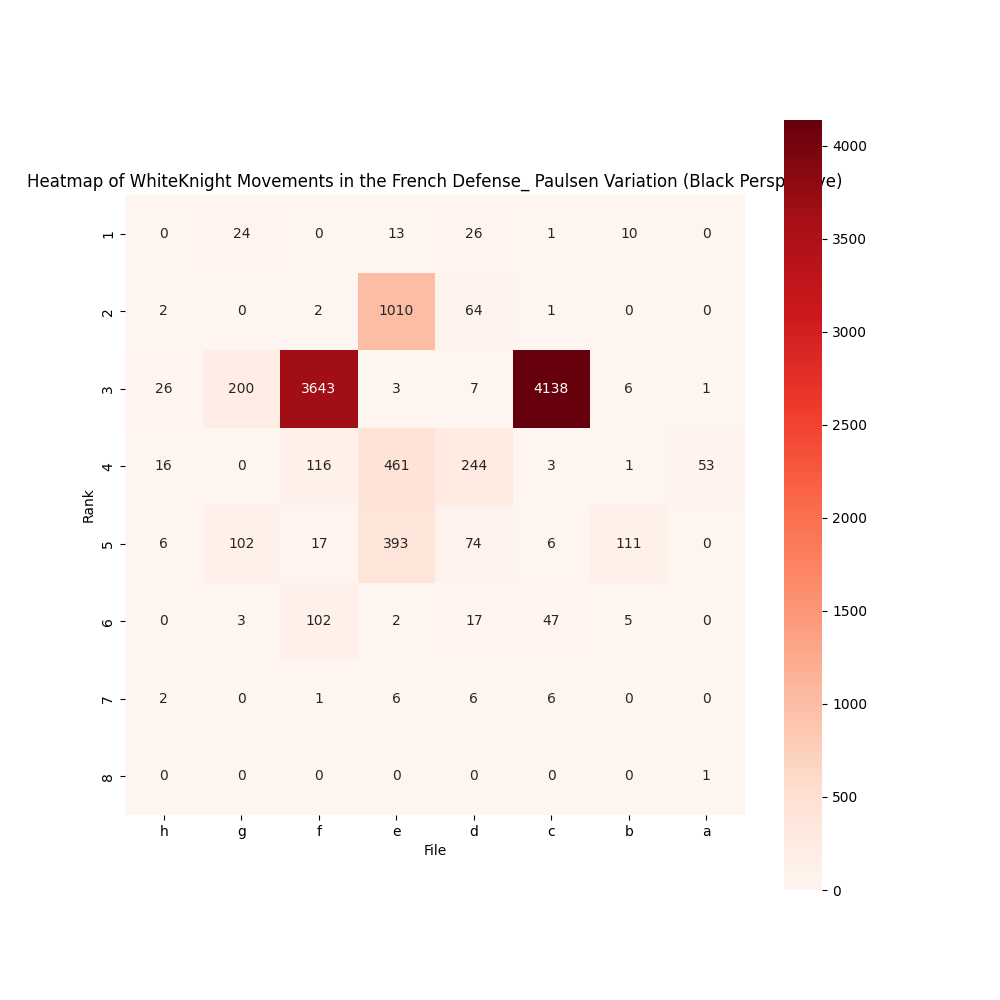 Heatmap of WhiteKnight Movements in the French Defense_ Paulsen Variation (Black Persp ve)
1 0 24 0 13 26 1 10 0
2 2 0 2 1010 64 1 0 0
3 26 200 3643 3 7 4138 6 1
4 16 0 116 461 244 3 1 53
5 6 102 17 393 74 6 111 0
6 0 3 102 2 17 47 5 0
7 2 0 1 6 6 6 0 0
8 0 0 0 0 0 0 0 1
h g f e d c b a
File
Rank
4000
3500
3000
2500
2000
1500
1000
500
0